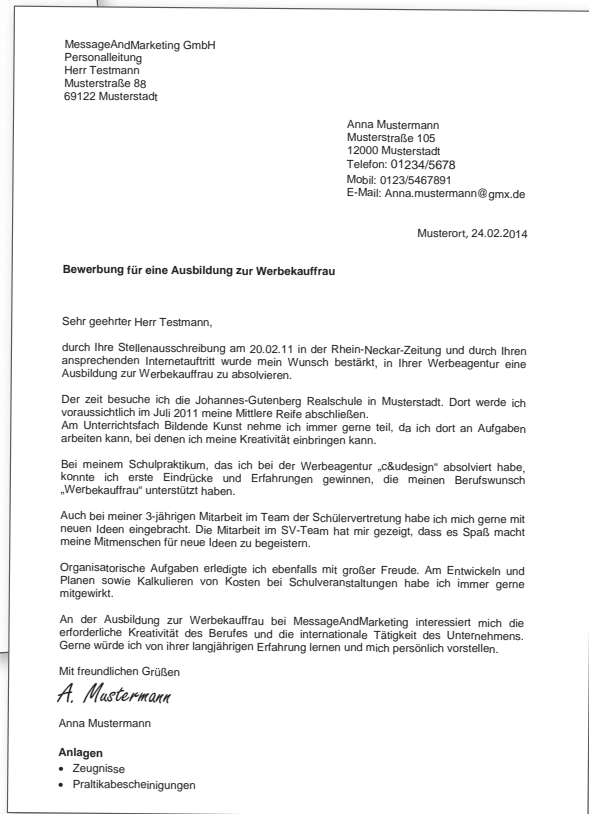 MessageAndMarketing GmbH
Personalleitung
Herr Testmann
Musterstraße 88
69122 Musterstadt
Anna Mustermann
Musterstraße 105
12000 Musterstadt
Telefon: 01234/5678
Mobil: 0123/5467891
E-Mail: Anna.mustermann@gmx.de
Musterort, 24.02.2014
Bewerbung für eine Ausbildung zur Werbekauffrau
Sehr geehrter Herr Testmann,
durch Ihre Stellenausschreibung am 20.02.11 in der Rhein-Neckar-Zeitung und durch Ihren
ansprechenden Internetauftritt wurde mein Wunsch bestärkt, in Ihrer Werbeagentur eine
Ausbildung zur Werbekauffrau zu absolvieren.
Der zeit besuche ich die Johannes-Gutenberg Realschule in Musterstadt. Dort werde ich
voraussichtlich im Juli 2011 meine Mittlere Reife abschließen.
Am Unterrichtsfach Bildende Kunst nehme ich immer gerne teil, da ich dort an Aufgaben
arbeiten kann, bei denen ich meine Kreativität einbringen kann.
Bei meinem Schulpraktikum, das ich bei der Werbeagentur „c&udesign" absolviert habe,
konnte ich erste Eindrücke und Erfahrungen gewinnen, die meinen Berufswunsch
„Werbekauffrau" unterstützt haben.
Auch bei meiner 3-jährigen Mitarbeit im Team der Schülervertretung habe ich mich gerne mit
neuen Ideen eingebracht. Die Mitarbeit im SV-Team hat mir gezeigt, dass es Spaß macht
meine Mitmenschen für neue Ideen zu begeistern.
Organisatorische Aufgaben erledigte ich ebenfalls mit großer Freude. Am Entwickeln und
Planen sowie Kalkulieren von Kosten bei Schulveranstaltungen habe ich immer gerne
mitgewirkt.
An der Ausbildung zur Werbekauffrau bei MessageAndMarketing interessiert mich die
erforderliche Kreativität des Berufes und die internationale Tätigkeit des Unternehmens.
Gerne würde ich von ihrer langjährigen Erfahrung lernen und mich persönlich vorstellen.
Mit freundlichen Grüßen
A. Mustermann
Anna Mustermann
Anlagen
• Zeugnisse
• Praltikabescheinigungen